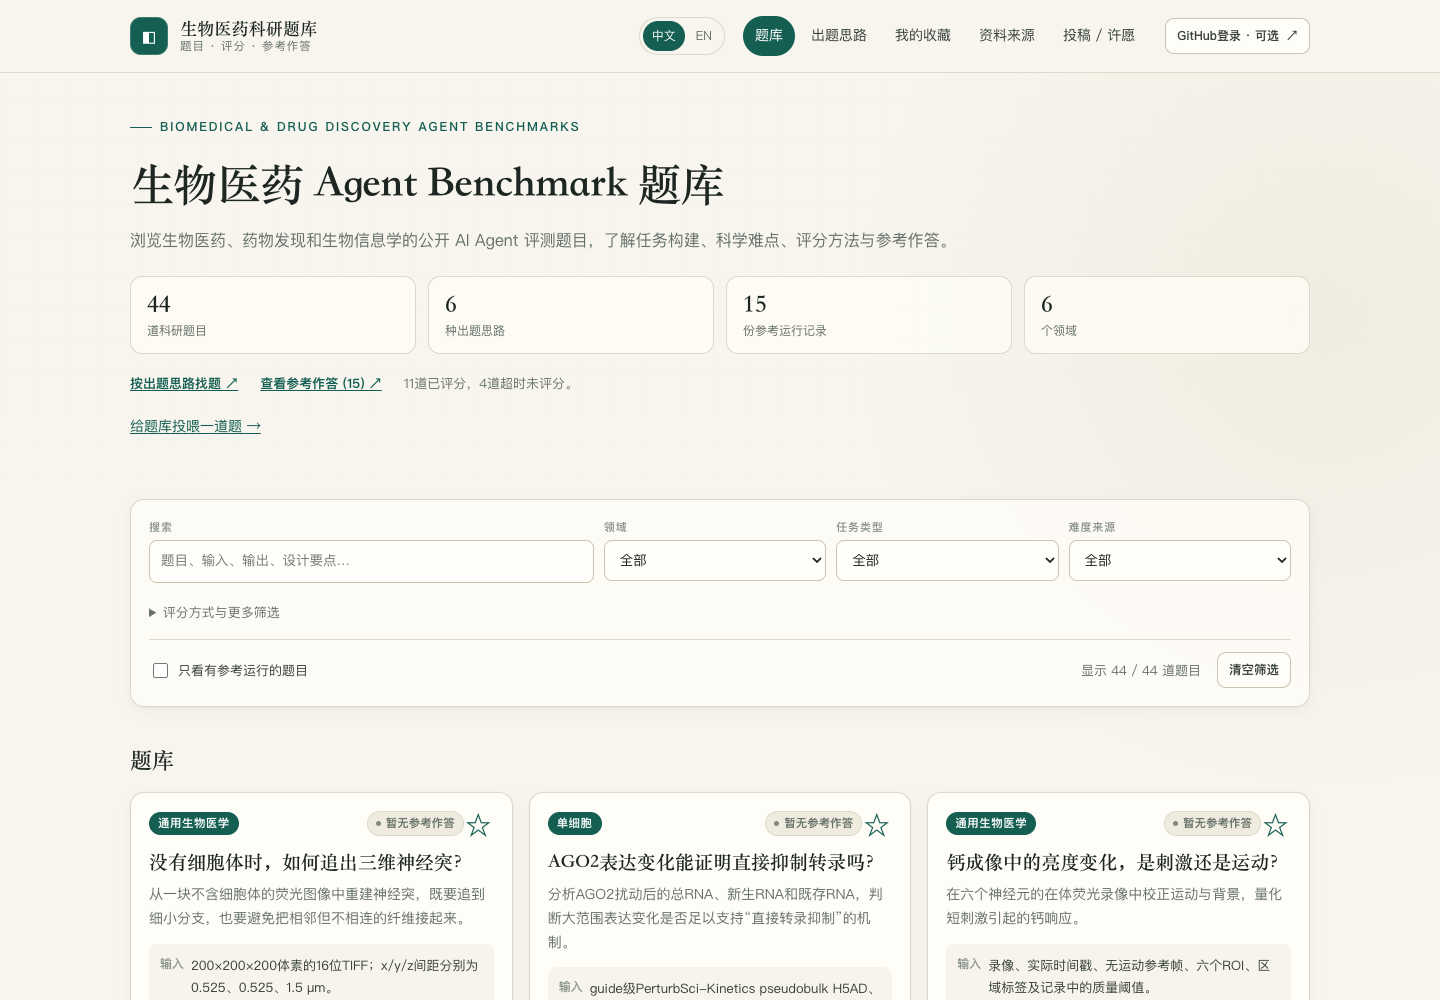 生物医药科研题库
题目 · 评分 · 参考作答
中文 EN
题库 出题思路 我的收藏 资料来源 投稿 / 许愿
GitHub登录 · 可选 ↗
BIOMEDICAL & DRUG DISCOVERY AGENT BENCHMARKS
生物医药 Agent Benchmark 题库
浏览生物医药、药物发现和生物信息学的公开 AI Agent 评测题目，了解任务构建、科学难点、评分方法与参考作答。
44
道科研题目
6
种出题思路
15
份参考运行记录
6
个领域
按出题思路找题 ↗ 查看参考作答 (15) ↗ 11道已评分，4道超时未评分。
给题库投喂一道题 →
搜索
题目、输入、输出、设计要点...
领域
全部
任务类型
全部
难度来源
全部
▶ 评分方式与更多筛选
只看有参考运行的题目
显示 44 / 44 道题目
清空筛选
题库
通用生物医学 暂无参考作答
没有细胞体时，如何追出三维神经突？
从一块不含细胞体的荧光图像中重建神经突，既要追到
细小分支，也要避免把相邻但不相连的纤维接起来。
输入 200×200×200体素的16位TIFF；x/y/z间距分别为
0.525、0.525、1.5 μm。
单细胞 暂无参考作答
AGO2表达变化能证明直接抑制转录吗？
分析AGO2扰动后的总RNA、新生RNA和既存RNA，判
断大范围表达变化是否足以支持“直接转录抑制”的机
制。
输入 guide级PerturbSci-Kinetics pseudobulk H5AD、
通用生物医学 暂无参考作答
钙成像中的亮度变化，是刺激还是运动？
在六个神经元的在体荧光录像中校正运动与背景，量化
短刺激引起的钙响应。
输入 录像、实际时间戳、无运动参考帧、六个ROI、区
域标签及记录中的质量阈值。